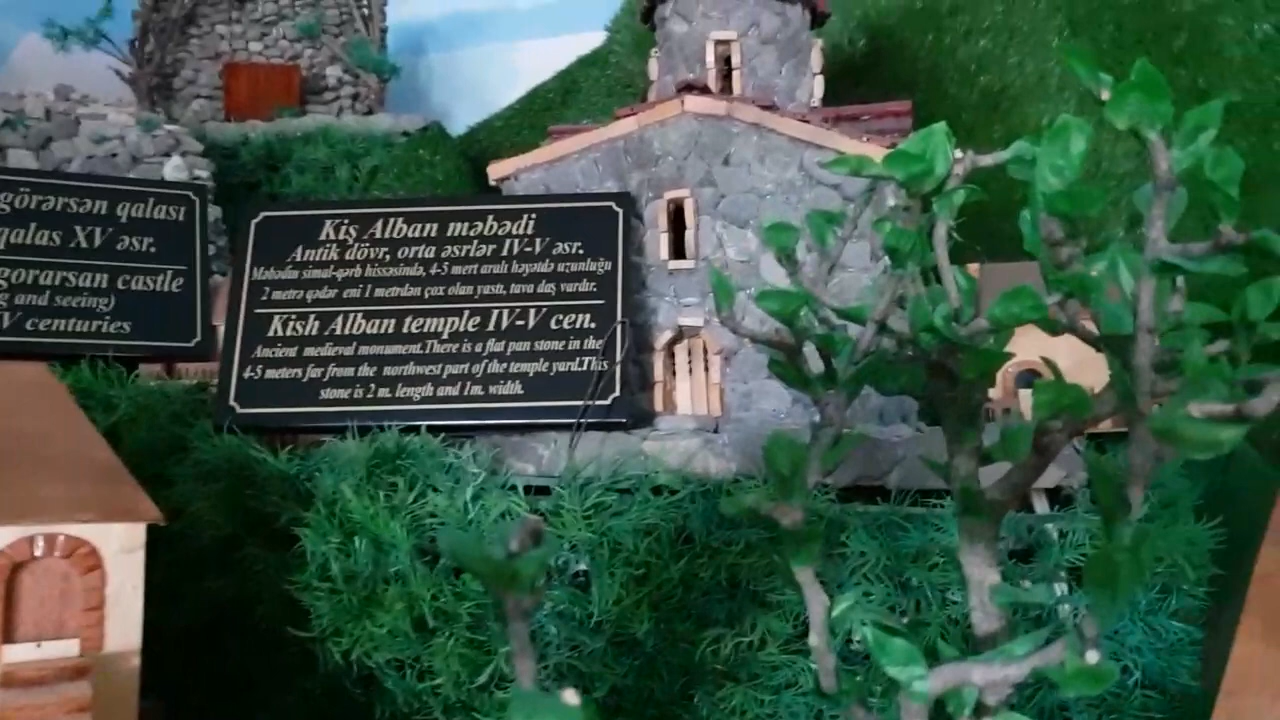 görərsən qalası
qalas XV əsr.
gorarsan castle
g and seeing)
V centuries
Kiş Alban məbədi
Antik dövr, orta əsrlər IV-V əsr.
Məbədin simal-qərb hissəsində, 4-5 mert aralı həyətdə uzunluğu
2 metrə qədər eni 1 metrdən çox olan yastı, tava daş vardır.
Kish Alban temple IV-V cen.
Ancient medieval monument.There is a flat pan stone in the
4-5 meters far from the northwest part of the temple yard.This
stone is 2 m. length and 1m. width.